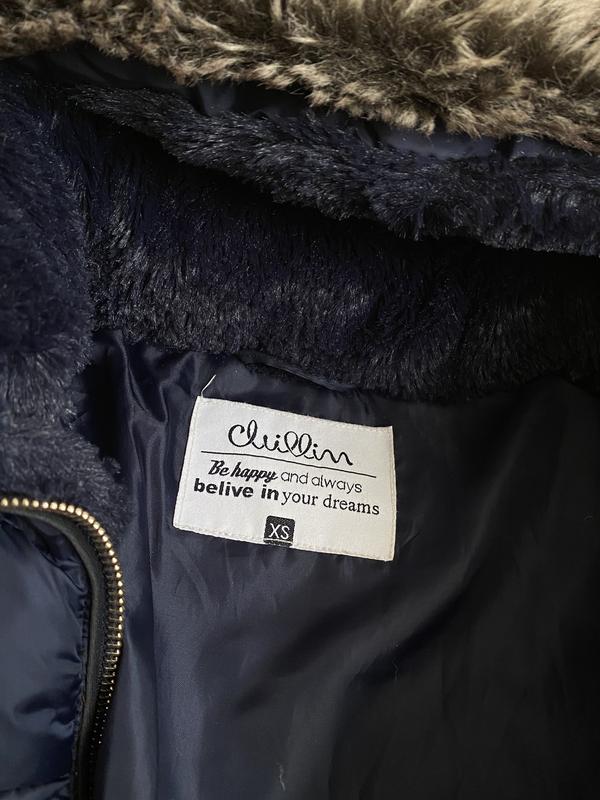 chillin
Be happy and always
belive in your dreams
XS